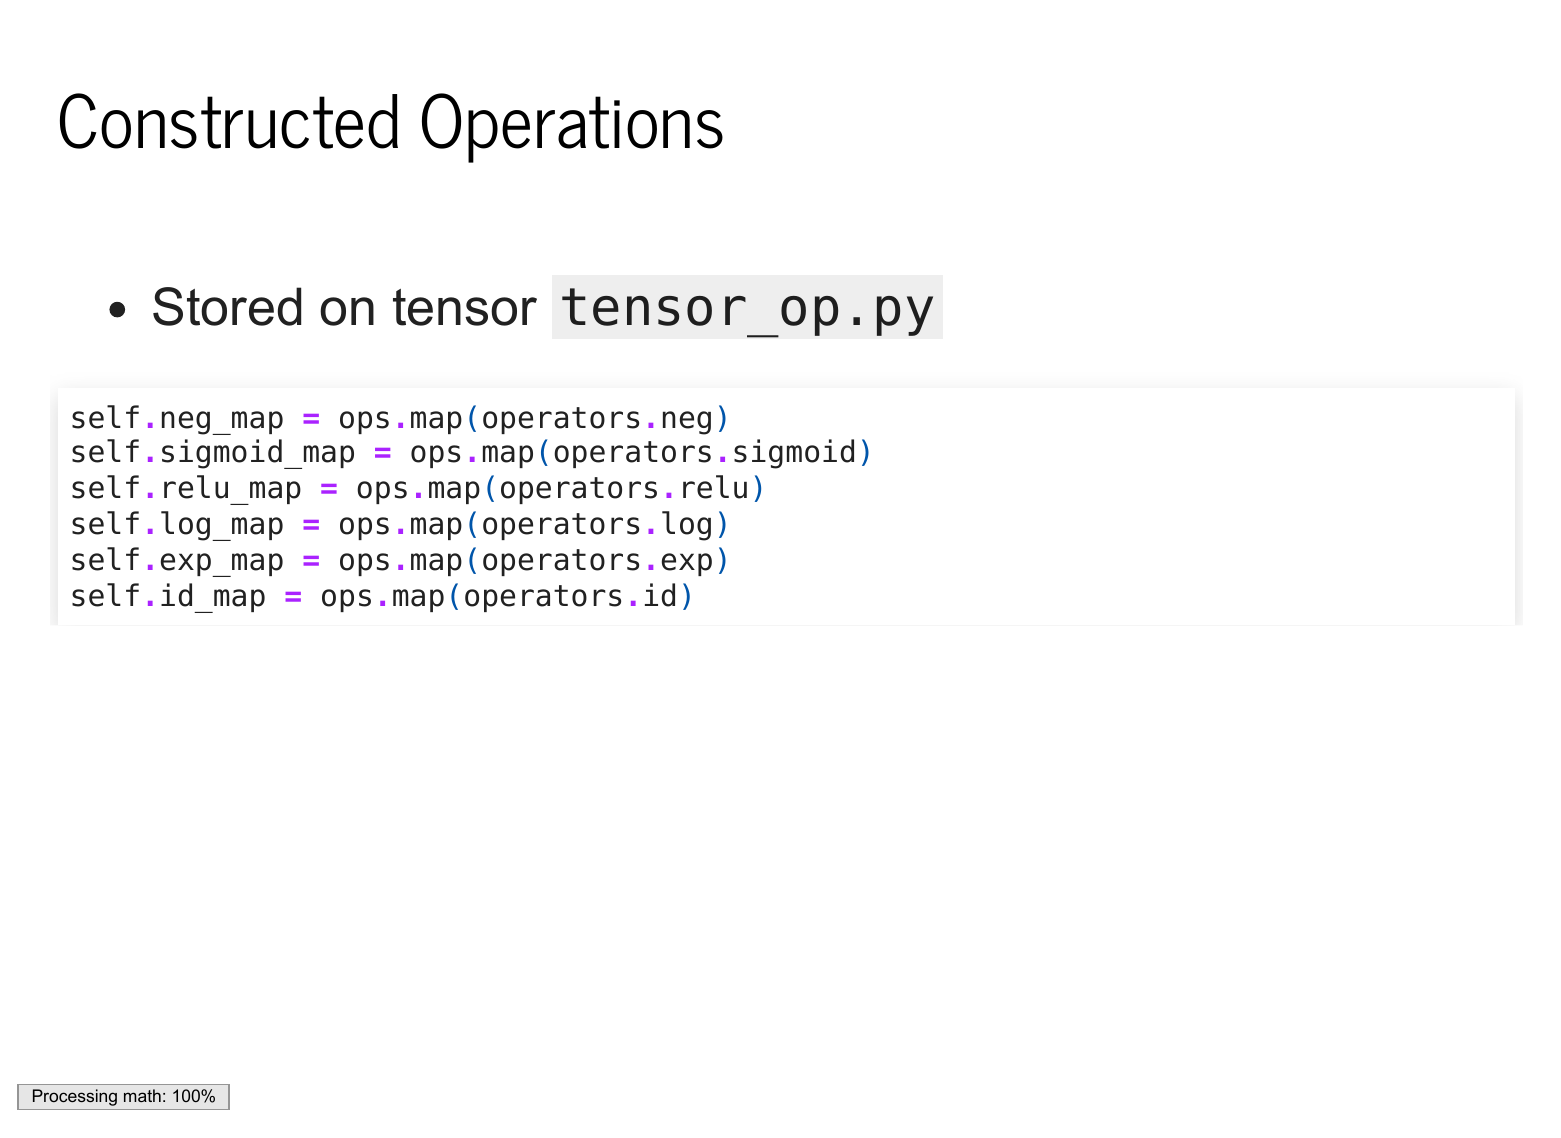 Constructed Operations
• Stored on tensor tensor_op.py
self.neg_map = ops.map(operators.neg)
self.sigmoid_map = ops.map(operators.sigmoid)
self.relu_map = ops.map(operators.relu)
self.log_map = ops.map(operators.log)
self.exp_map = ops.map(operators.exp)
self.id_map = ops.map(operators.id)
Processing math: 100%